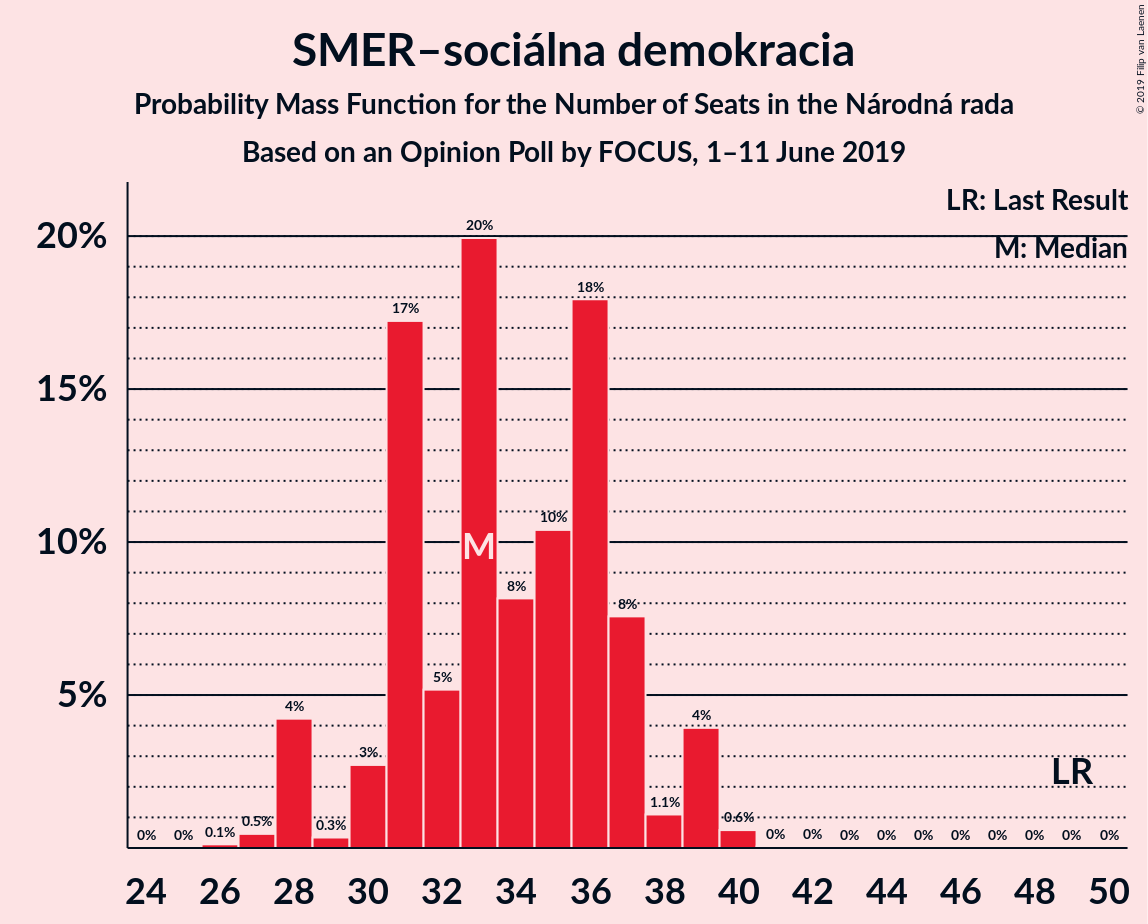 SMER–sociálna demokracia
Probability Mass Function for the Number of Seats in the Národná rada
Based on an Opinion Poll by FOCUS, 1–11 June 2019
© 2019 Filip van Laenen
LR: Last Result
M: Median
20%
15%
10%
5%
0% 0% 0.1% 0.5% 4% 0.3% 3% 17% 5% 20% 8% 10% 18% 8% 1.1% 4% 0.6% 0% 0% 0% 0% 0% 0% 0% 0% 0% 0%
M
LR
24 26 28 30 32 34 36 38 40 42 44 46 48 50